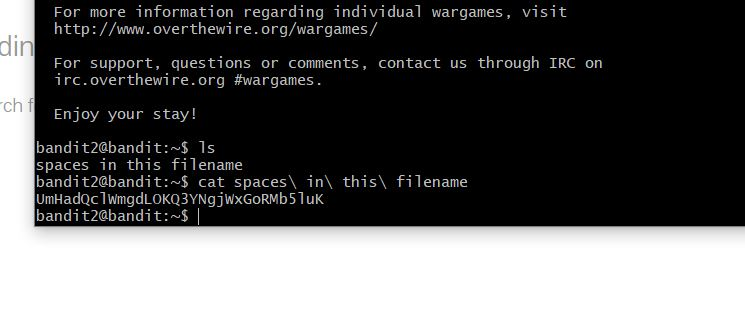 For more information regarding individual wargames, visit
http://www.overthewire.org/wargames/
For support, questions or comments, contact us through IRC on
irc.overthewire.org #wargames.
Enjoy your stay!
bandit2@bandit:~$ ls
spaces in this filename
bandit2@bandit:~$ cat spaces\ in\ this\ filename
UmHadQclWmgdLOKQ3YNgjWxGoRMb5luK
bandit2@bandit:~$